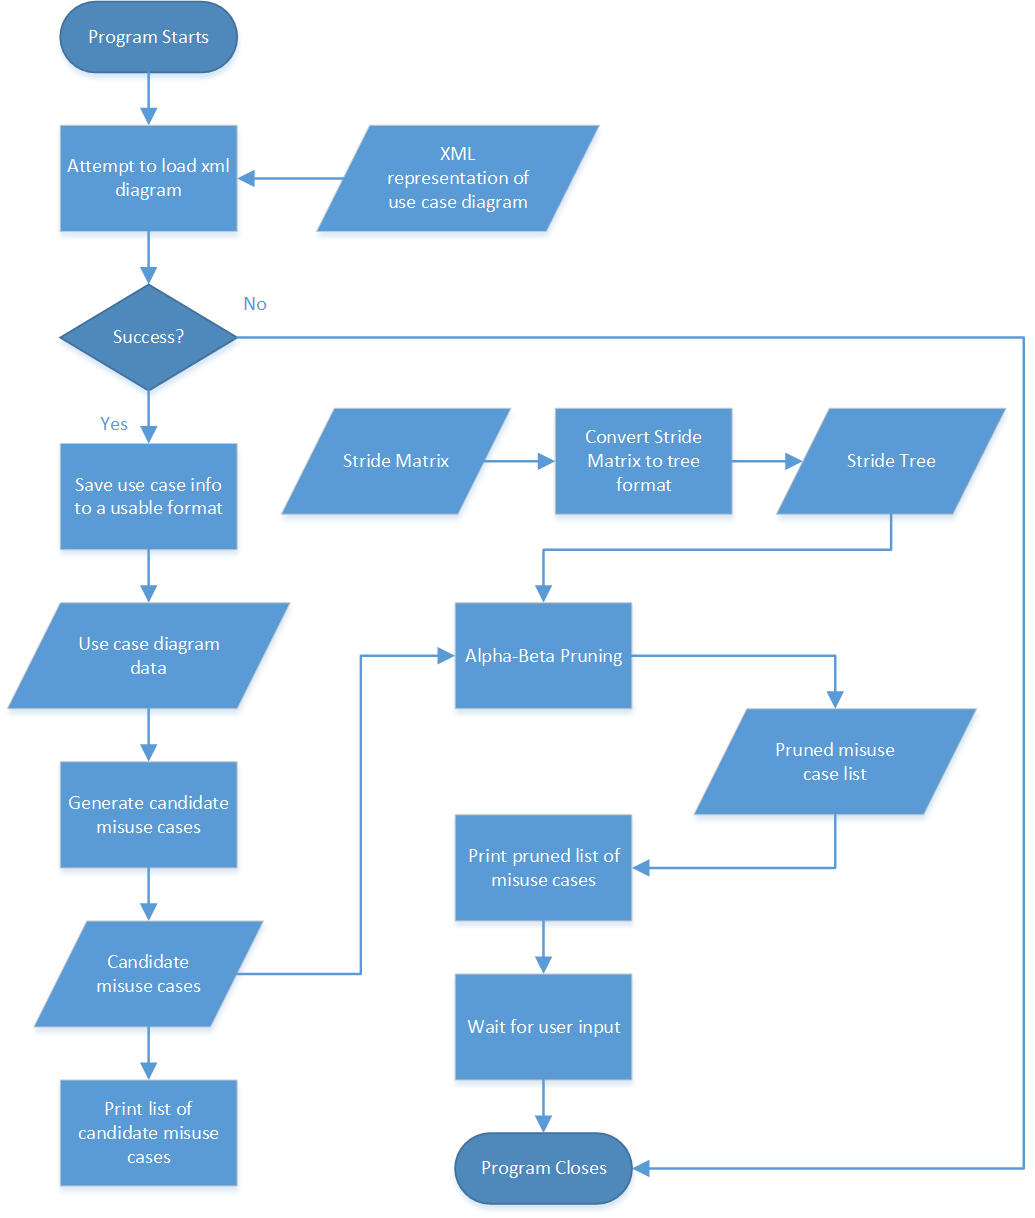 Program Starts
Attempt to load xml
diagram
XML
representation of
use case diagram
No
Success?
Yes
Save use case info
to a usable format
Stride Matrix
Convert Stride
Matrix to tree
format
Stride Tree
Use case diagram
data
Alpha-Beta Pruning
Pruned misuse
case list
Generate candidate
misuse cases
Print pruned list of
misuse cases
Candidate
misuse cases
Wait for user input
Print list of
candidate misuse
cases
Program Closes